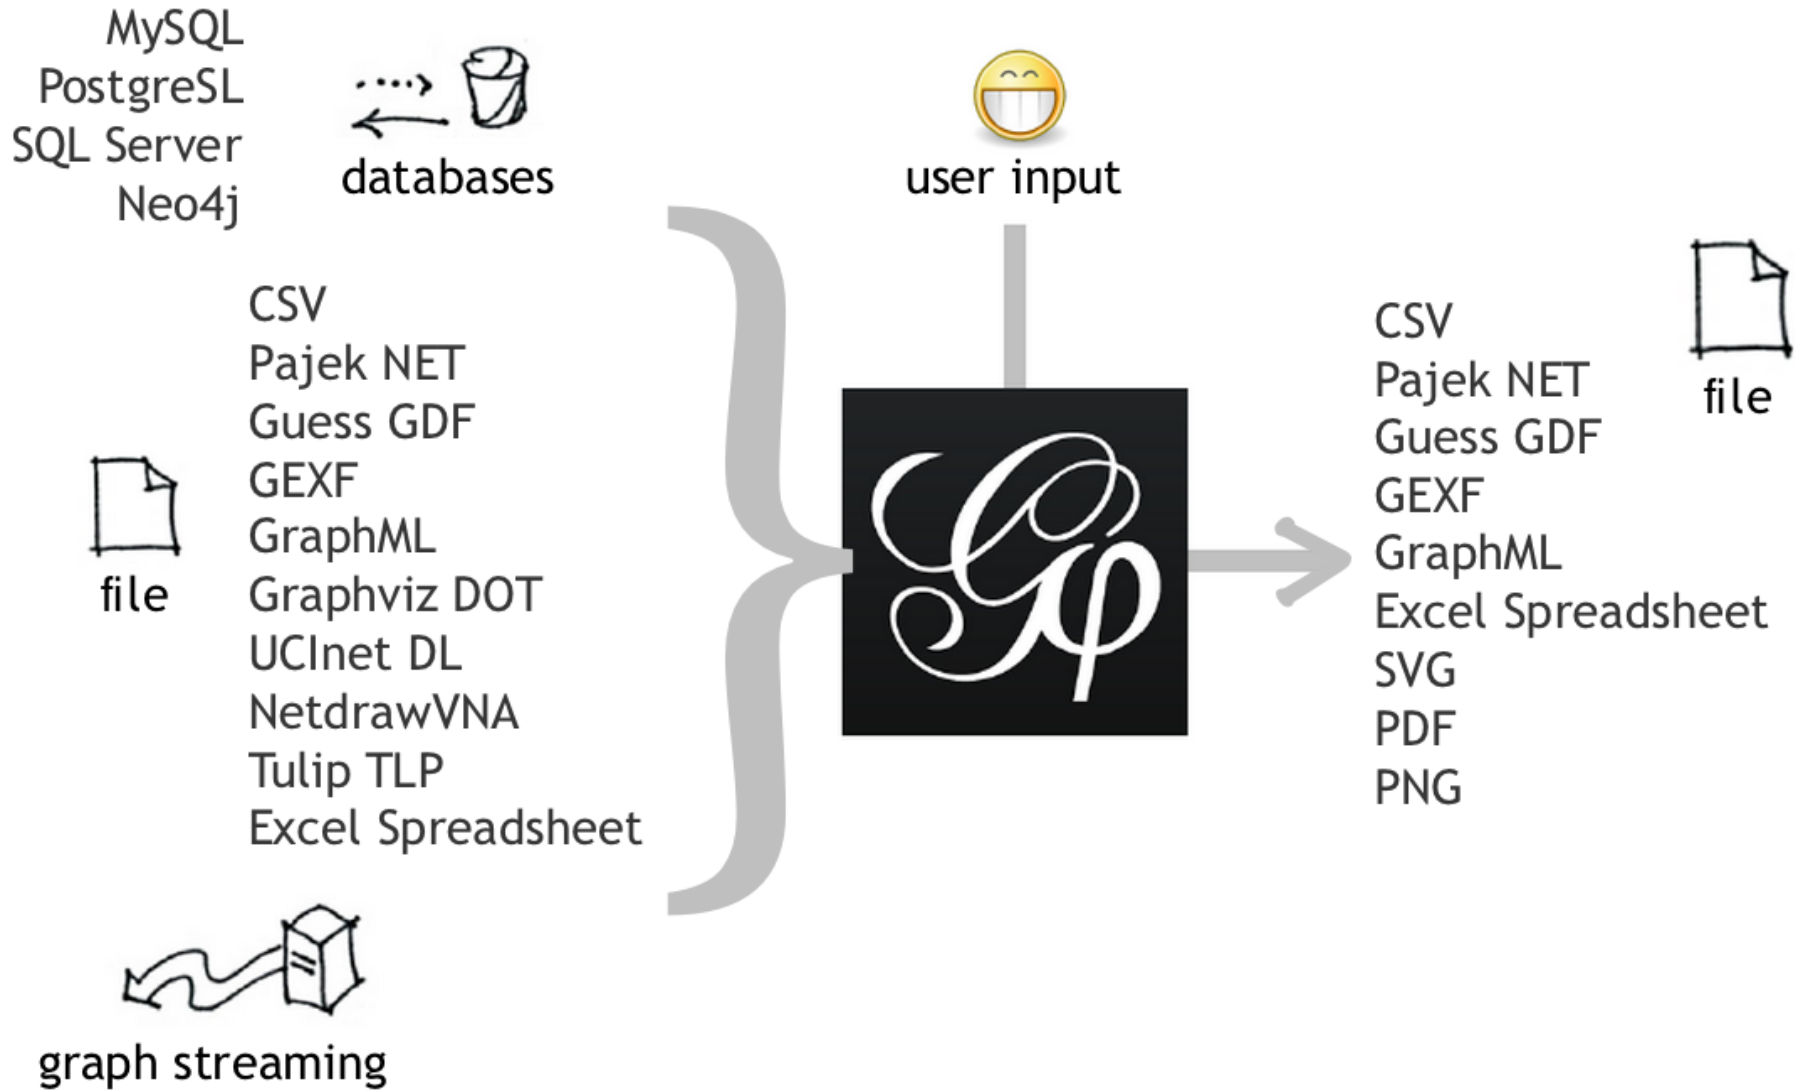 MySQL
PostgreSL
SQL Server
Neo4j
databases
user input
CSV
Pajek NET
Guess GDF
GEXF
GraphML
Graphviz DOT
UCInet DL
NetdrawVNA
Tulip TLP
Excel Spreadsheet
file
graph streaming
Gφ
CSV
Pajek NET
Guess GDF
GEXF
GraphML
Excel Spreadsheet
SVG
PDF
PNG
file